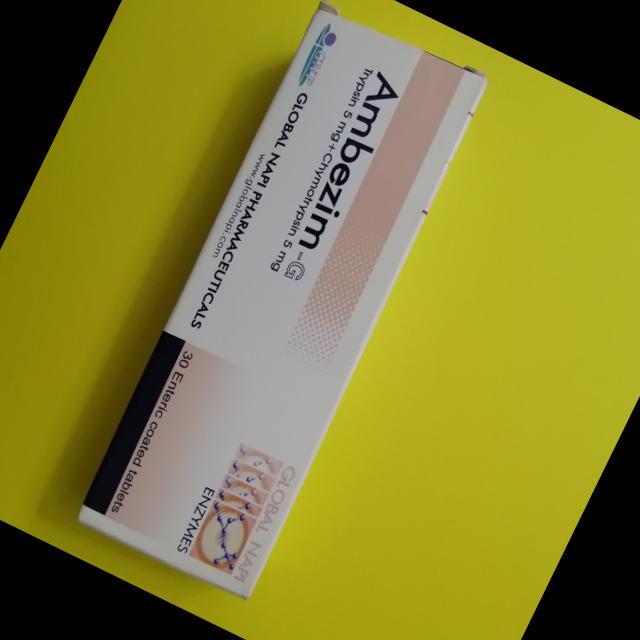 Ambezim-G
Trypsin 5 mg+Chymotrypsin 5 mg
GLOBAL NAPI PHARMACEUTICALS
www.globalnapi.com
30 Enteric coated tablets
GLOBAL NAPI
ENZYMES